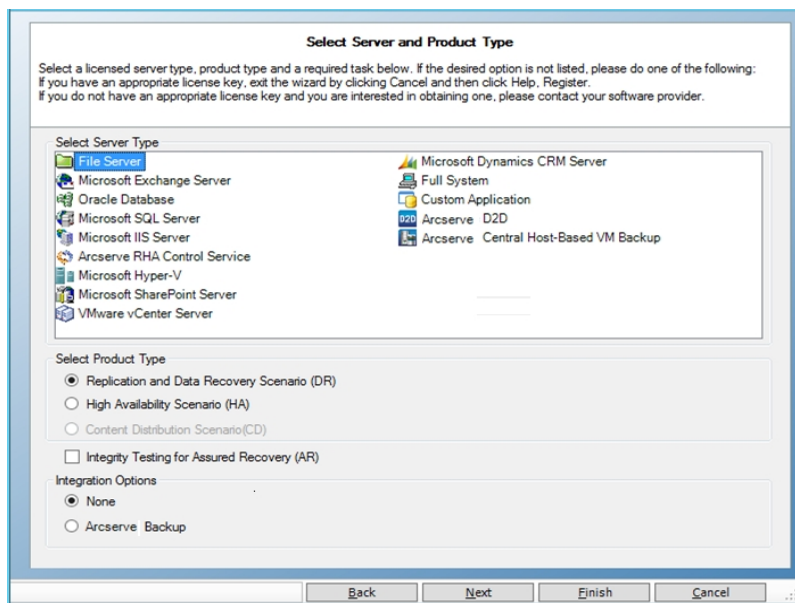 Select Server and Product Type
Select a licensed server type, product type and a required task below. If the desired option is not listed, please do one of the following:
If you have an appropriate license key, exit the wizard by clicking Cancel and then click Help, Register.
If you do not have an appropriate license key and you are interested in obtaining one, please contact your software provider.
Select Server Type
File Server
Microsoft Exchange Server
Oracle Database
Microsoft SQL Server
Microsoft IIS Server
Arcserve RHA Control Service
Microsoft Hyper-V
Microsoft SharePoint Server
VMware vCenter Server
Microsoft Dynamics CRM Server
Full System
Custom Application
D2D Arcserve D2D
Arcserve Central Host-Based VM Backup
Select Product Type
Replication and Data Recovery Scenario (DR)
High Availability Scenario (HA)
Content Distribution Scenario(CD)
Integrity Testing for Assured Recovery (AR)
Integration Options
None
Arcserve Backup
Back Next Finish Cancel